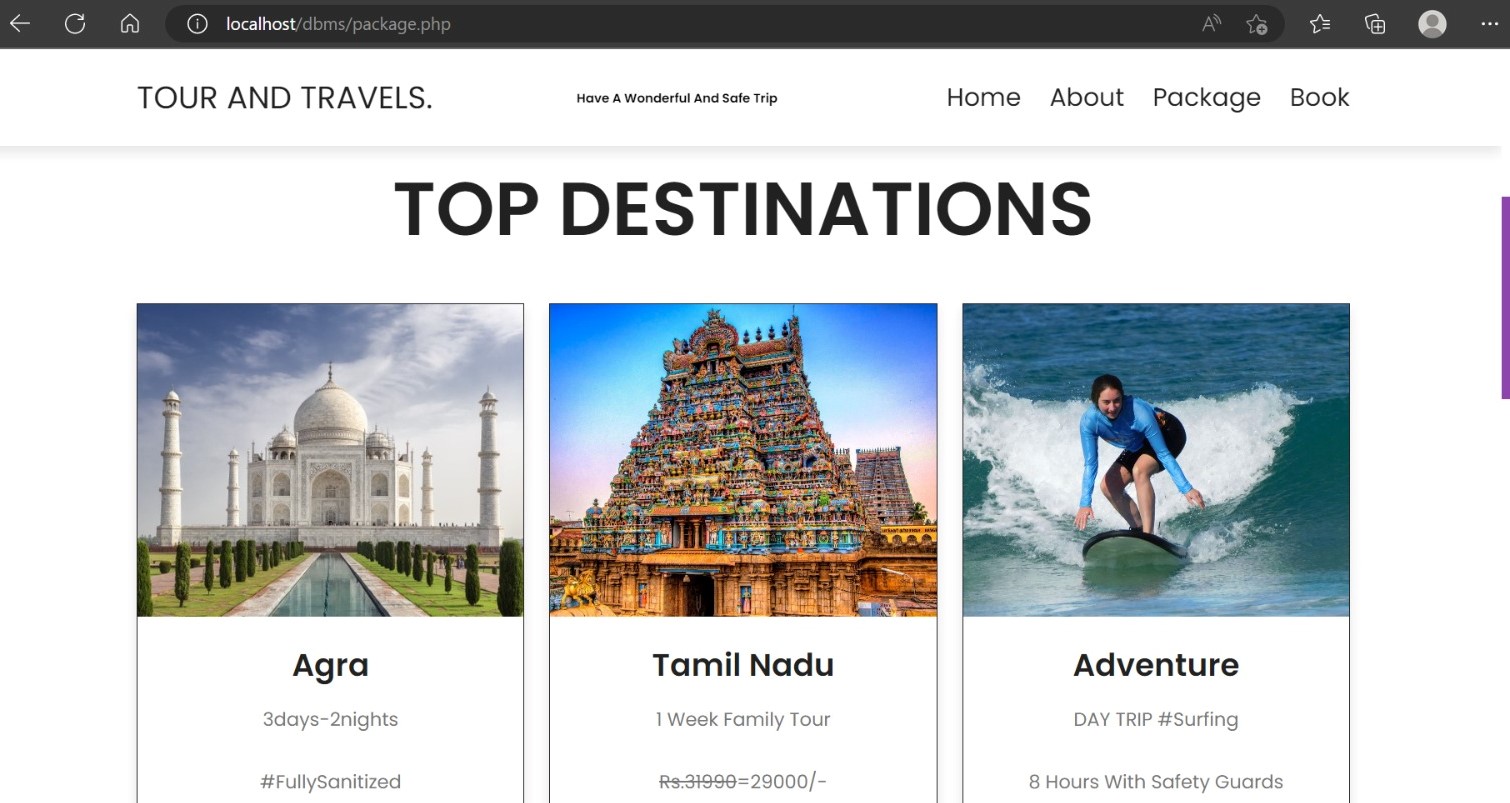 localhost/dbms/package.php
TOUR AND TRAVELS.
Have A Wonderful And Safe Trip
Home About Package Book
TOP DESTINATIONS
Agra
3days-2nights
#FullySanitized
Tamil Nadu
1 Week Family Tour
Rs.31990=29000/-
Adventure
DAY TRIP #Surfing
8 Hours With Safety Guards